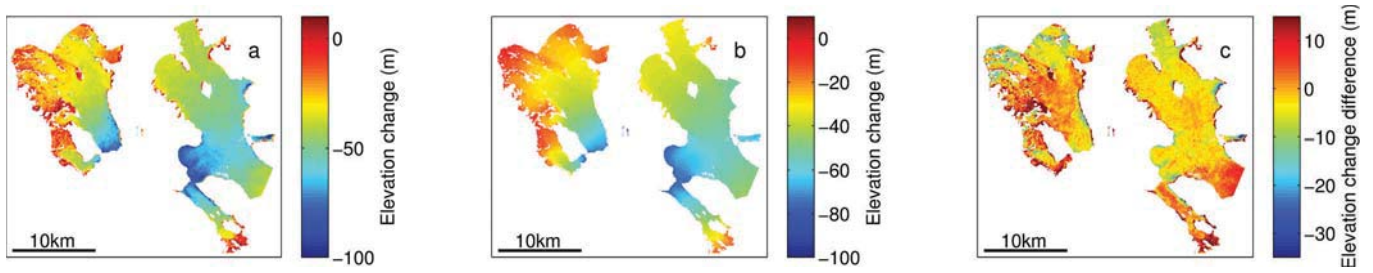 a
10km
0
−50
−100
Elevation change (m)
b
10km
0
−20
−40
−60
−80
−100
Elevation change (m)
c
10km
10
0
−10
−20
−30
Elevation change difference (m)